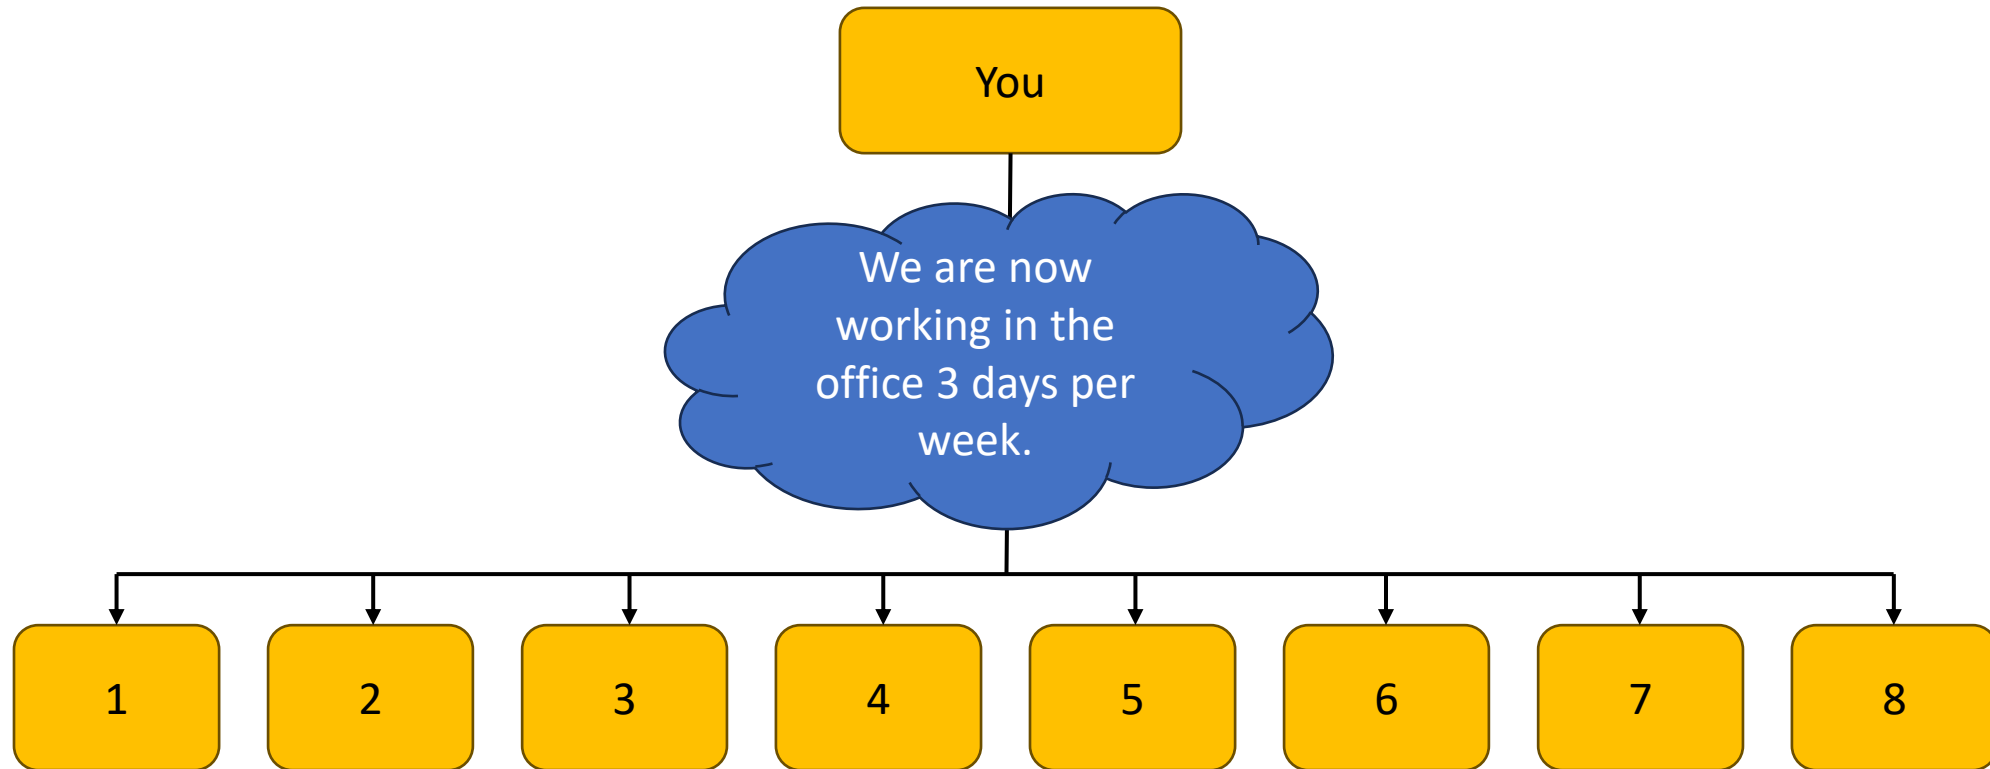 You
We are now
working in the
office 3 days per
week.
1 2 3 4 5 6 7 8